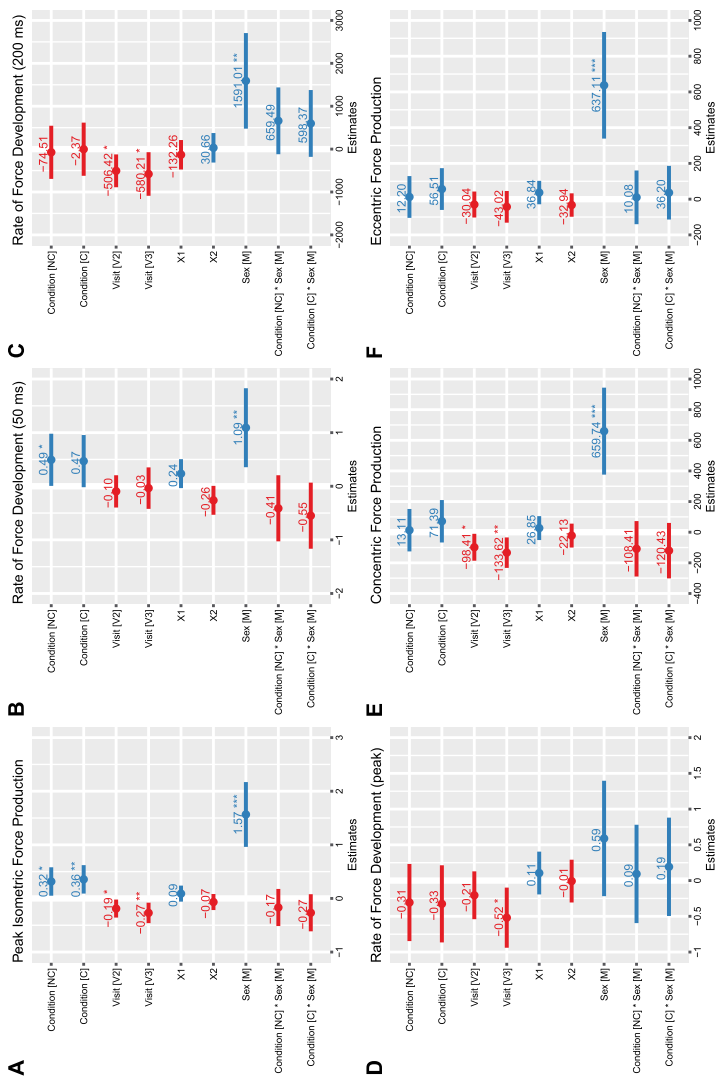 A
Peak Isometric Force Production
Condition [NC]
0.32 *
Condition [C]
0.36 **
Visit [V2]
−0.19 *
Visit [V3]
−0.27 **
X1
0.09
X2
−0.07
Sex [M]
1.57 ***
Condition [NC] * Sex [M]
−0.17
Condition [C] * Sex [M]
−0.27
−1 0 1 2 3
Estimates
B
Rate of Force Development (50 ms)
Condition [NC]
0.49 *
Condition [C]
0.47
Visit [V2]
−0.10
Visit [V3]
−0.03
X1
0.24
X2
−0.26
Sex [M]
1.09 **
Condition [NC] * Sex [M]
−0.41
Condition [C] * Sex [M]
−0.55
−2 −1 0 1 2
Estimates
C
Rate of Force Development (200 ms)
Condition [NC]
−74.51
Condition [C]
−2.37
Visit [V2]
−506.42 *
Visit [V3]
−580.21 *
X1
−132.26
X2
30.66
Sex [M]
1591.01 **
Condition [NC] * Sex [M]
659.49
Condition [C] * Sex [M]
598.37
−2000 −1000 0 1000 2000 3000
Estimates
D
Rate of Force Development (peak)
Condition [NC]
−0.31
Condition [C]
−0.33
Visit [V2]
−0.21
Visit [V3]
−0.52 *
X1
0.11
X2
−0.01
Sex [M]
0.59
Condition [NC] * Sex [M]
0.09
Condition [C] * Sex [M]
0.19
−1 −0.5 0 0.5 1 1.5 2
Estimates
E
Concentric Force Production
Condition [NC]
13.11
Condition [C]
71.39
Visit [V2]
−98.41 *
Visit [V3]
−133.62 **
X1
26.85
X2
−22.13
Sex [M]
659.74 ***
Condition [NC] * Sex [M]
−108.41
Condition [C] * Sex [M]
−120.43
−400 −200 0 200 400 600 800 1000
Estimates
F
Eccentric Force Production
Condition [NC]
12.20
Condition [C]
56.51
Visit [V2]
−30.04
Visit [V3]
−43.02
X1
36.84
X2
−32.94
Sex [M]
637.11 ***
Condition [NC] * Sex [M]
10.08
Condition [C] * Sex [M]
36.20
−200 0 200 400 600 800 1000
Estimates